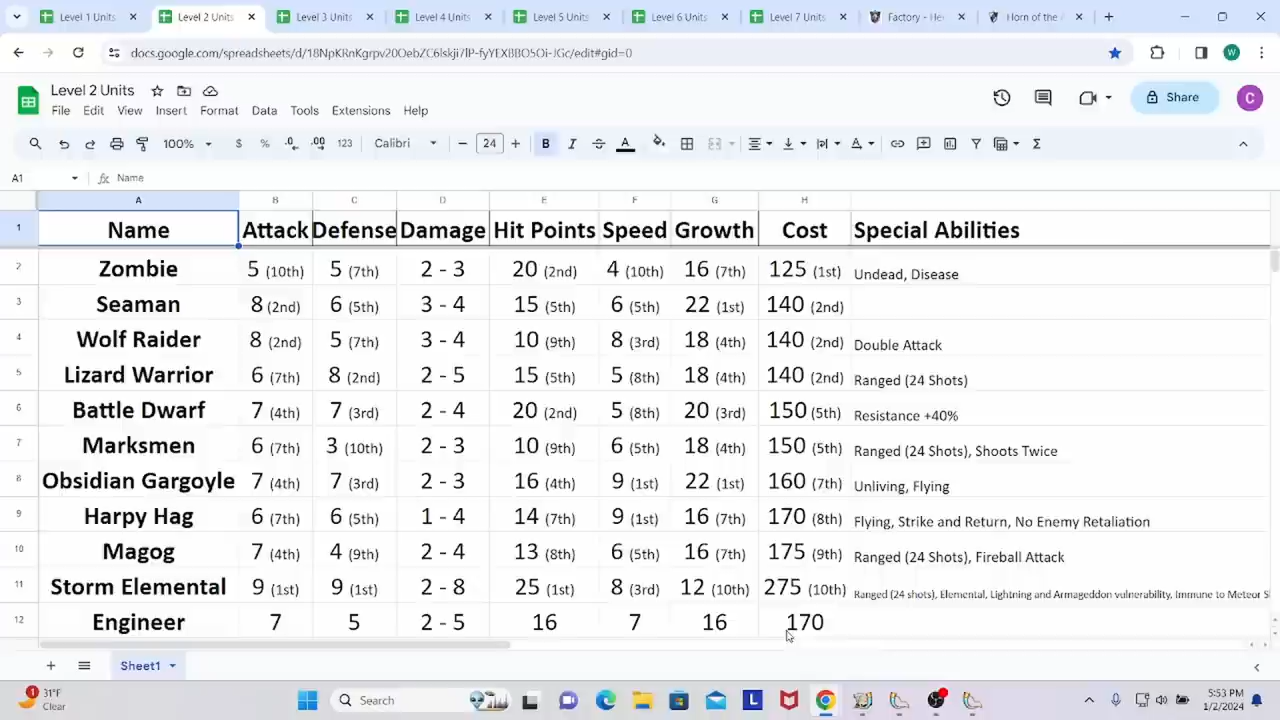 Level 1 Units Level 2 Units Level 3 Units Level 4 Units Level 5 Units Level 6 Units Level 7 Units Factory - He Horn of the
Level 2 Units
File Edit View Insert Format Data Tools Extensions Help
Share C
100% $ % .0 .00 123 Calibri 24 B I A
A1 fx Name
A B C D E F G H
1 Name Attack Defense Damage Hit Points Speed Growth Cost Special Abilities
2 Zombie 5 (10th) 5 (7th) 2 - 3 20 (2nd) 4 (10th) 16 (7th) 125 (1st) Undead, Disease
3 Seaman 8 (2nd) 6 (5th) 3 - 4 15 (5th) 6 (5th) 22 (1st) 140 (2nd)
4 Wolf Raider 8 (2nd) 5 (7th) 3 - 4 10 (9th) 8 (3rd) 18 (4th) 140 (2nd) Double Attack
5 Lizard Warrior 6 (7th) 8 (2nd) 2 - 5 15 (5th) 5 (8th) 18 (4th) 140 (2nd) Ranged (24 Shots)
6 Battle Dwarf 7 (4th) 7 (3rd) 2 - 4 20 (2nd) 5 (8th) 20 (3rd) 150 (5th) Resistance +40%
7 Marksmen 6 (7th) 3 (10th) 2 - 3 10 (9th) 6 (5th) 18 (4th) 150 (5th) Ranged (24 Shots), Shoots Twice
8 Obsidian Gargoyle 7 (4th) 7 (3rd) 2 - 3 16 (4th) 9 (1st) 22 (1st) 160 (7th) Unliving, Flying
9 Harpy Hag 6 (7th) 6 (5th) 1 - 4 14 (7th) 9 (1st) 16 (7th) 170 (8th) Flying, Strike and Return, No Enemy Retaliation
10 Magog 7 (4th) 4 (9th) 2 - 4 13 (8th) 6 (5th) 16 (7th) 175 (9th) Ranged (24 Shots), Fireball Attack
11 Storm Elemental 9 (1st) 9 (1st) 2 - 8 25 (1st) 8 (3rd) 12 (10th) 275 (10th) Ranged (24 shots), Elemental, Lightning and Armageddon vulnerability, Immune to Meteor S
12 Engineer 7 5 2 - 5 16 7 16 170
Sheet1
1 31°F Search 5:53 PM
Clear 1/2/2024